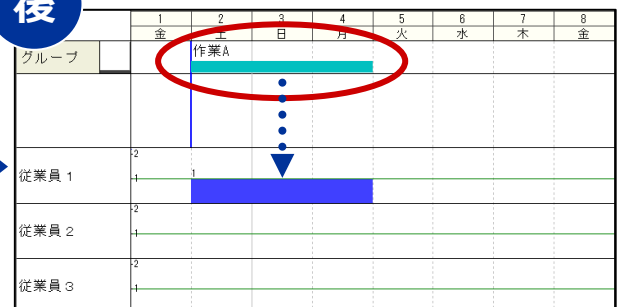 後
1 2 3 4 5 6 7 8
金 土 日 月 火 水 木 金
グループ
作業A
2
従業員1
1
1
2
従業員2
1
2
従業員3
1